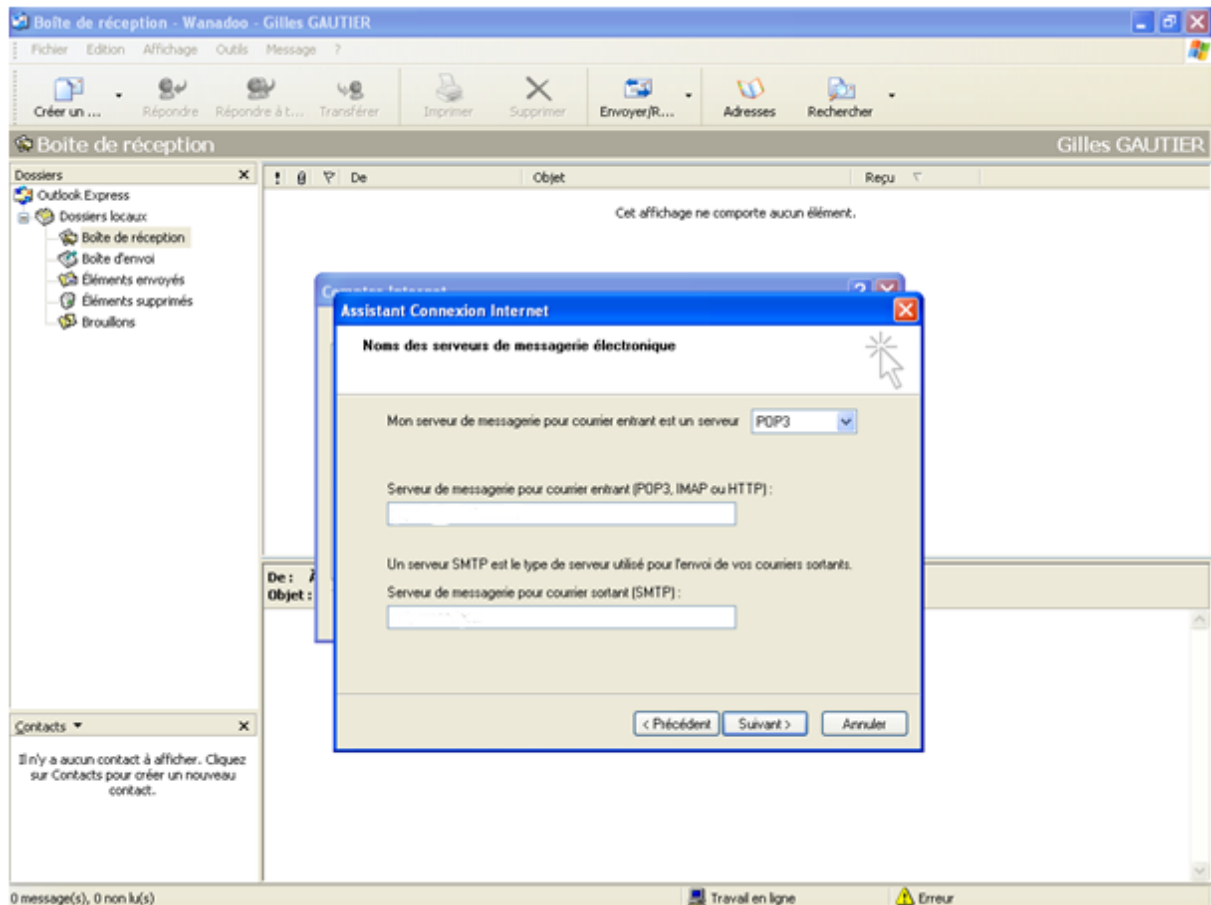 Boîte de réception - Wanadoo - Gilles GAUTIER
Fichier Edition Affichage Outils Message ?
Créer un ... Répondre Répondre à t... Transférer Imprimer Supprimer Envoyer/R... Adresses Rechercher
Boîte de réception Gilles GAUTIER
Dossiers
! De Objet Reçu
Outlook Express
Cet affichage ne comporte aucun élément.
Dossiers locaux
Boîte de réception
Boîte d'envoi
Éléments envoyés
Éléments supprimés
Brouillons
Comptes Internet
Assistant Connexion Internet
Noms des serveurs de messagerie électronique
Mon serveur de messagerie pour courrier entrant est un serveur POP3
Serveur de messagerie pour courrier entrant (POP3, IMAP ou HTTP) :
Un serveur SMTP est le type de serveur utilisé pour l'envoi de vos courriers sortants.
Serveur de messagerie pour courrier sortant (SMTP) :
De : À
Objet :
< Précédent Suivant > Annuler
Contacts
Il n'y a aucun contact à afficher. Cliquez
sur Contacts pour créer un nouveau
contact.
0 message(s), 0 non lu(s) Travail en ligne Erreur